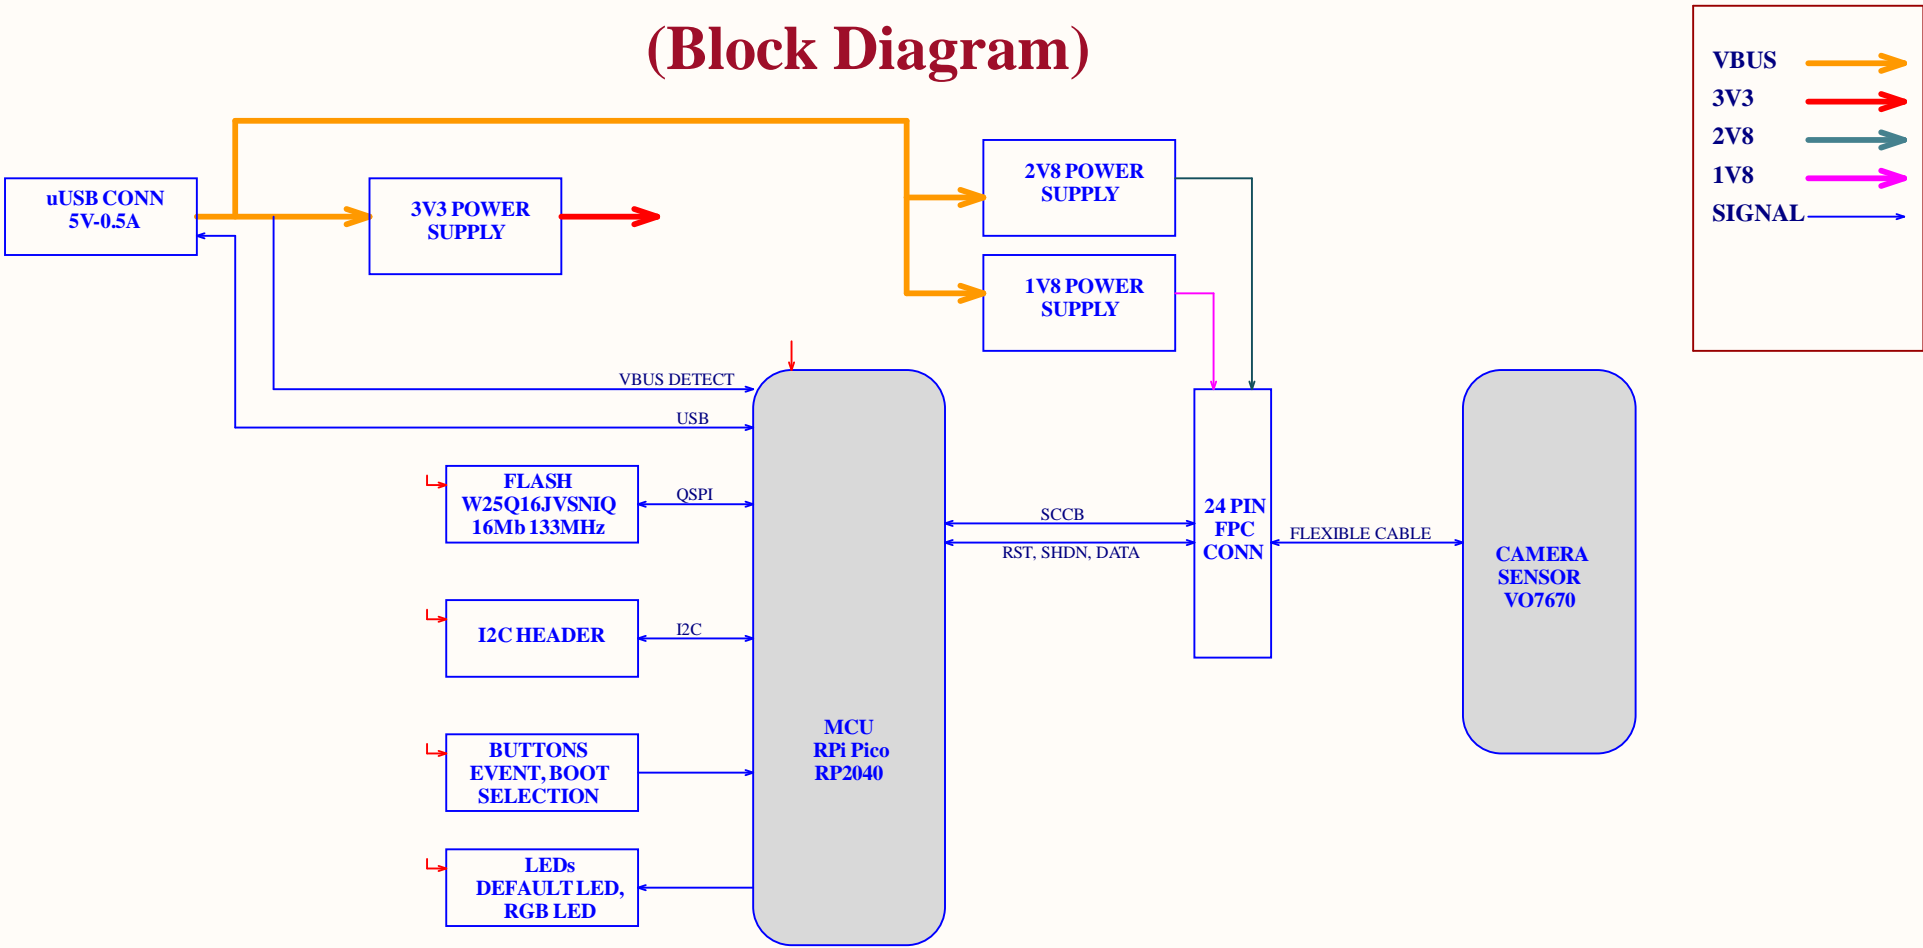 (Block Diagram)
VBUS
3V3
2V8
1V8
SIGNAL
uUSB CONN
5V-0.5A
3V3 POWER
SUPPLY
2V8 POWER
SUPPLY
1V8 POWER
SUPPLY
VBUS DETECT
USB
FLASH
W25Q16JVSNIQ
16Mb 133MHz
QSPI
I2C HEADER
I2C
BUTTONS
EVENT, BOOT
SELECTION
LEDs
DEFAULT LED,
RGB LED
MCU
RPi Pico
RP2040
SCCB
RST, SHDN, DATA
24 PIN
FPC
CONN
FLEXIBLE CABLE
CAMERA
SENSOR
VO7670